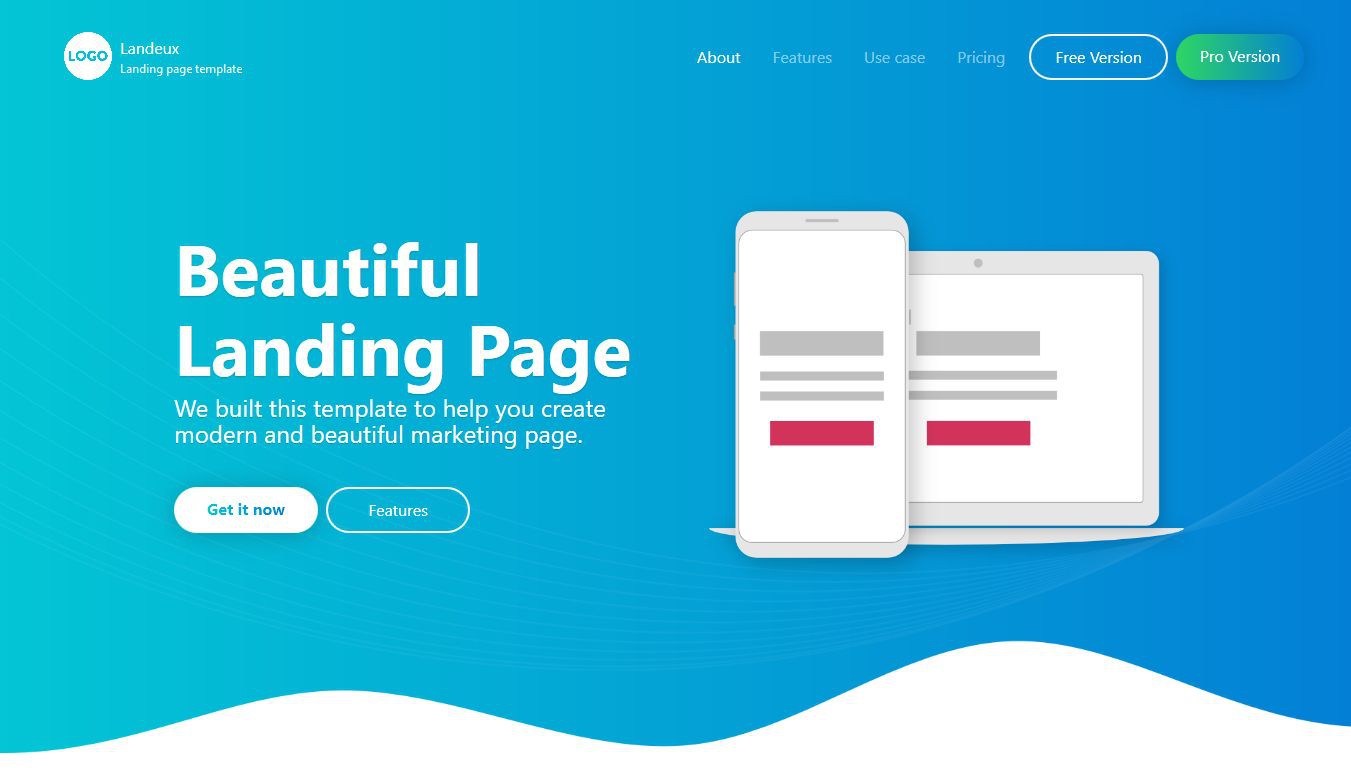 LOGO
Landeux
Landing page template
About
Features
Use case
Pricing
Free Version
Pro Version
Beautiful
Landing Page
We built this template to help you create
modern and beautiful marketing page.
Get it now
Features